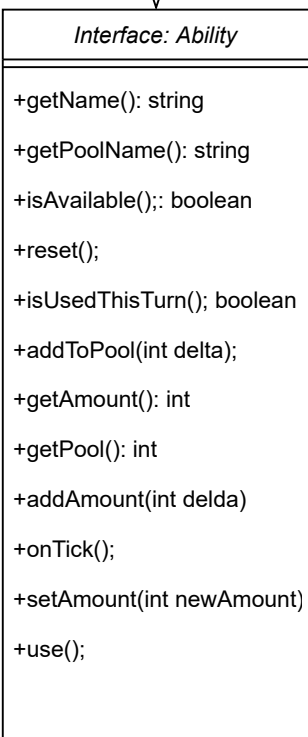 Interface: Ability
+getName(): string
+getPoolName(): string
+isAvailable();: boolean
+reset();
+isUsedThisTurn(); boolean
+addToPool(int delta);
+getAmount(): int
+getPool(): int
+addAmount(int delda)
+onTick();
+setAmount(int newAmount)
+use();